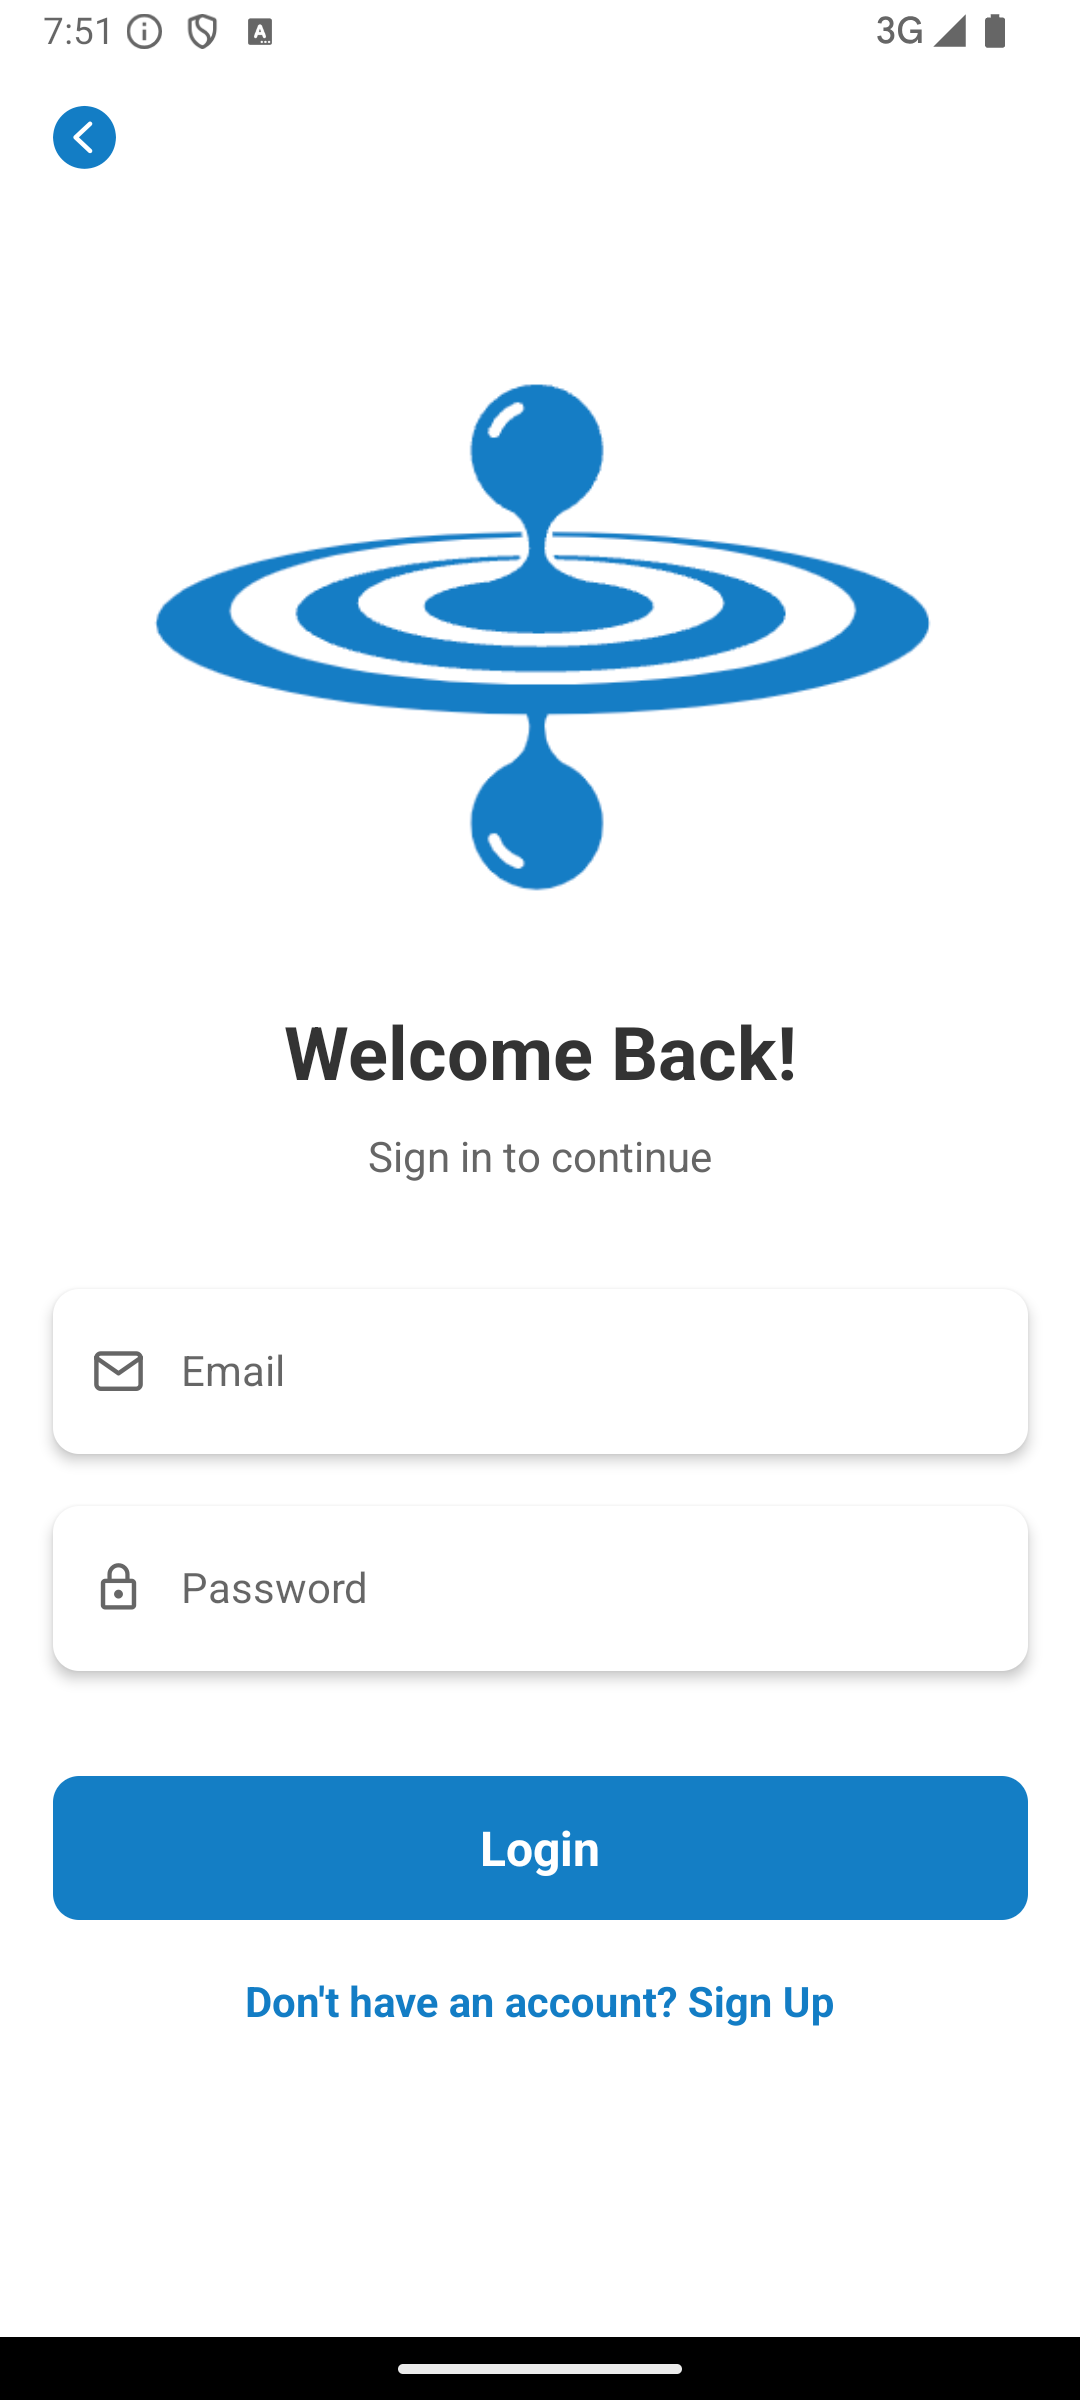 7:51
3G
Welcome Back!
Sign in to continue
Email
Password
Login
Don't have an account? Sign Up